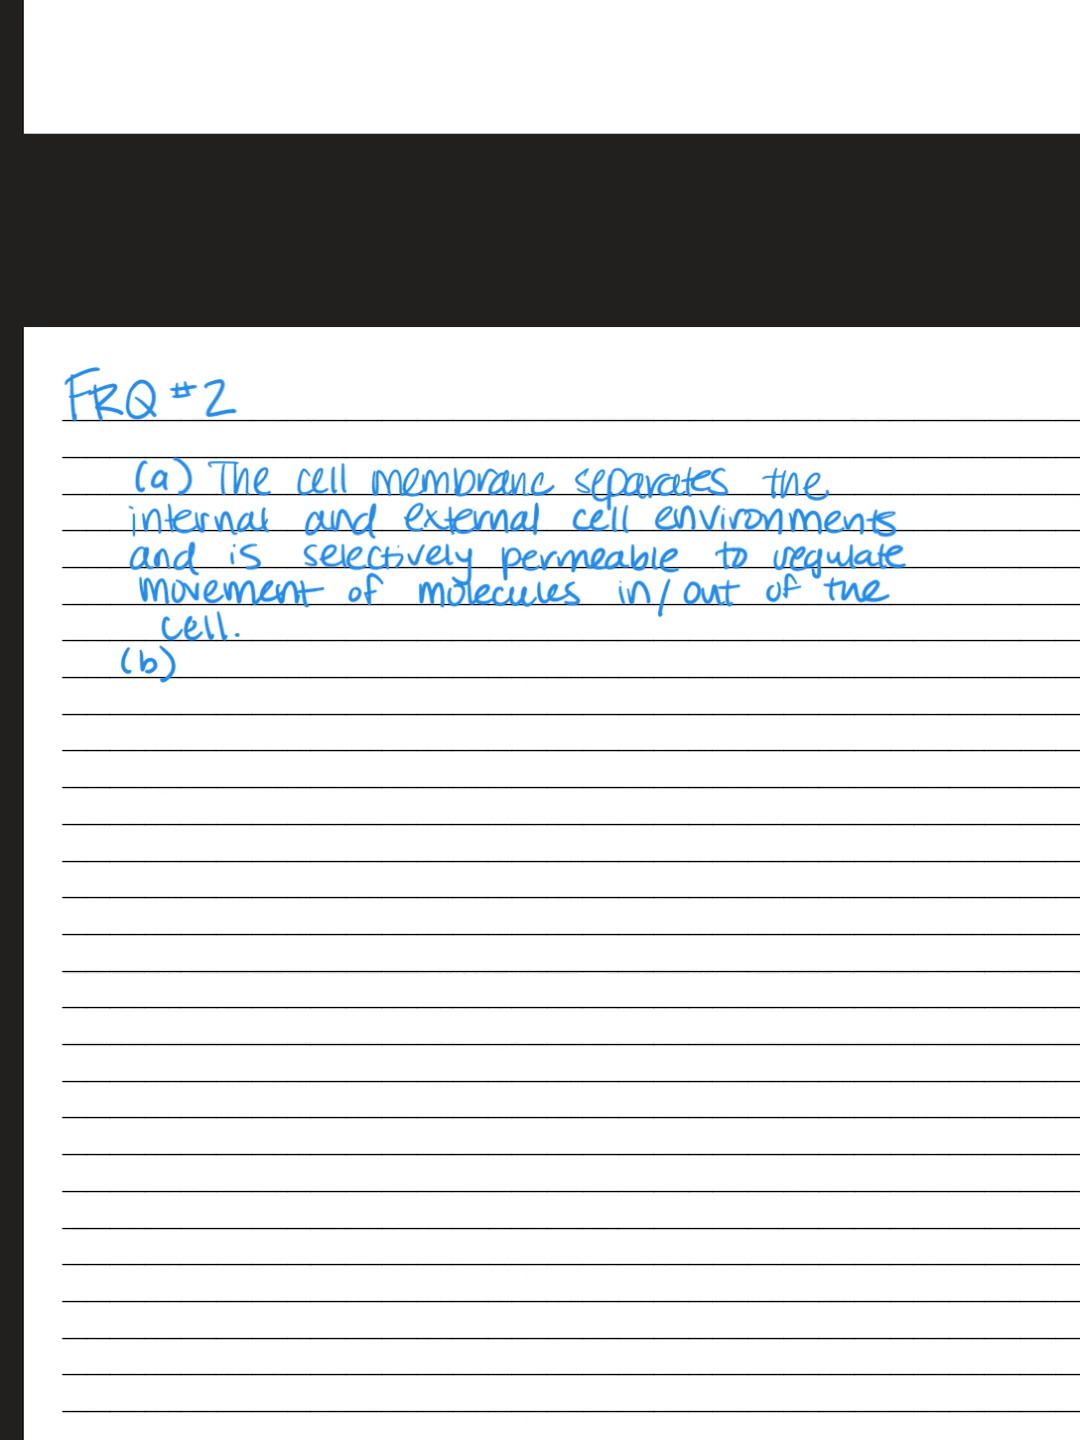 FRQ #2
(a) The cell membrane separates the
internal and external cell environments
and is selectively permeable to regulate
movement of molecules in/out of the
cell.
(b)